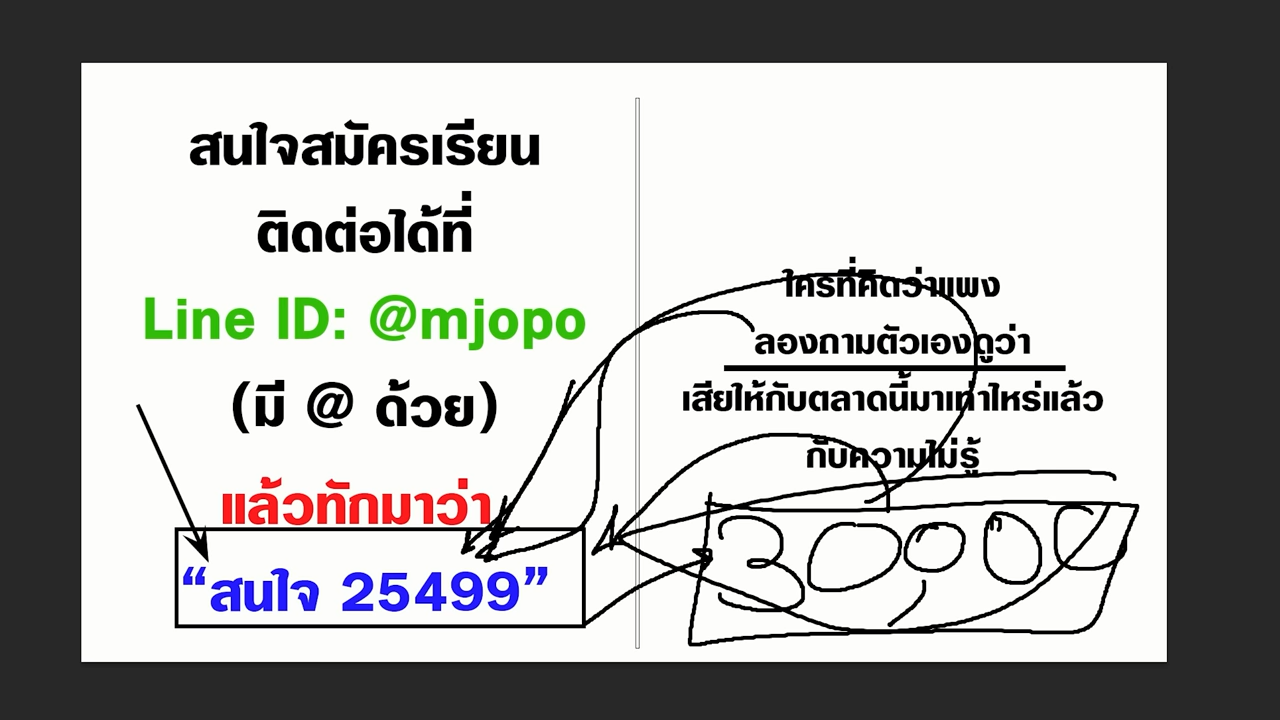 สนใจสมัครเรียน
ติดต่อได้ที่
Line ID: @mjopo
(มี @ ด้วย)
แล้วทักมาว่า
“สนใจ 25499”
ใครที่คิดว่าแพง
ลองถามตัวเองดูว่า
เสียให้กับตลาดนี้มาเท่าไหร่แล้ว
กับความไม่รู้
30,000